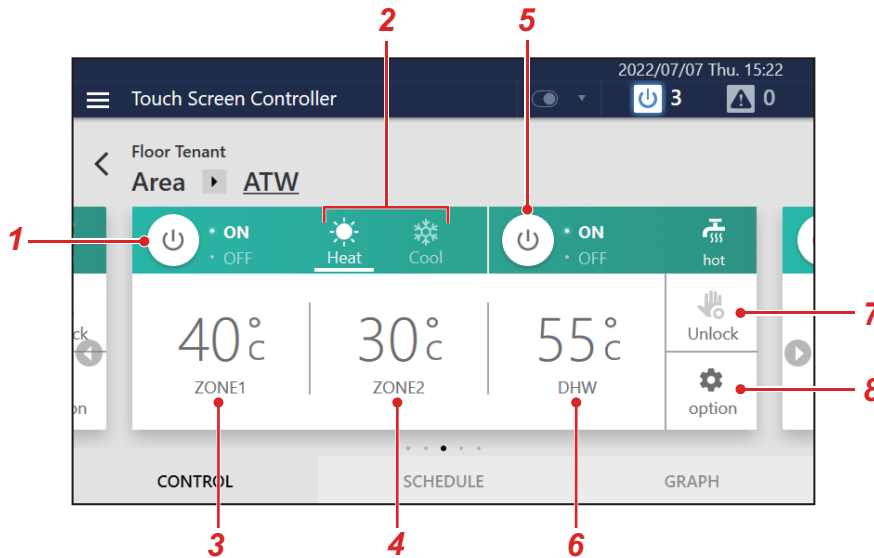 2 5
2022/07/07 Thu. 15:22
Touch Screen Controller 3 0
Floor Tenant
Area ATW
1 ON Heat Cool ON hot
OFF OFF
40°C 30°C 55°C Unlock 7
ck
ZONE1 ZONE2 DHW
option 8
on
CONTROL SCHEDULE GRAPH
3 4 6